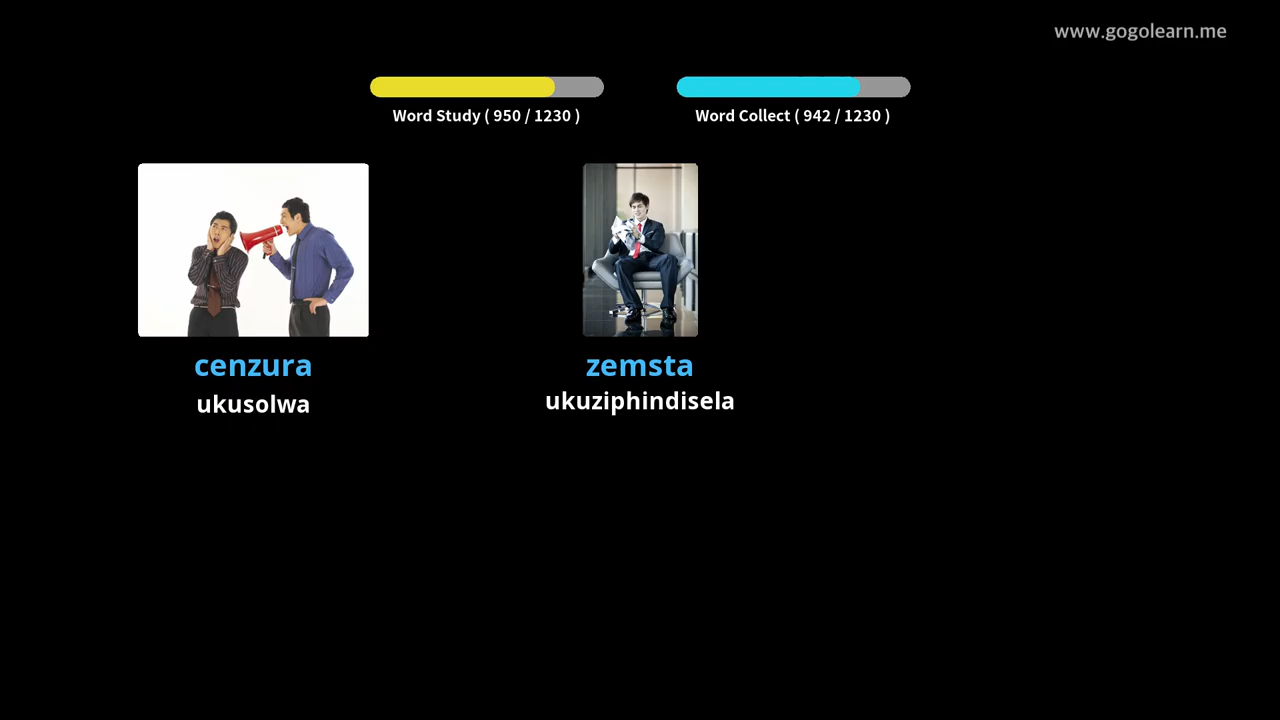 www.gogolearn.me
Word Study ( 950 / 1230 )
Word Collect ( 942 / 1230 )
cenzura
ukusolwa
zemsta
ukuziphindisela